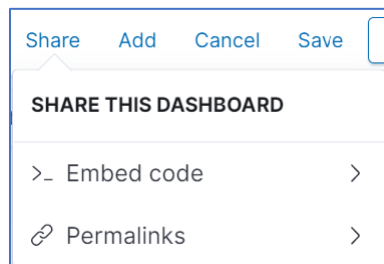 Share Add Cancel Save
SHARE THIS DASHBOARD
Embed code
Permalinks